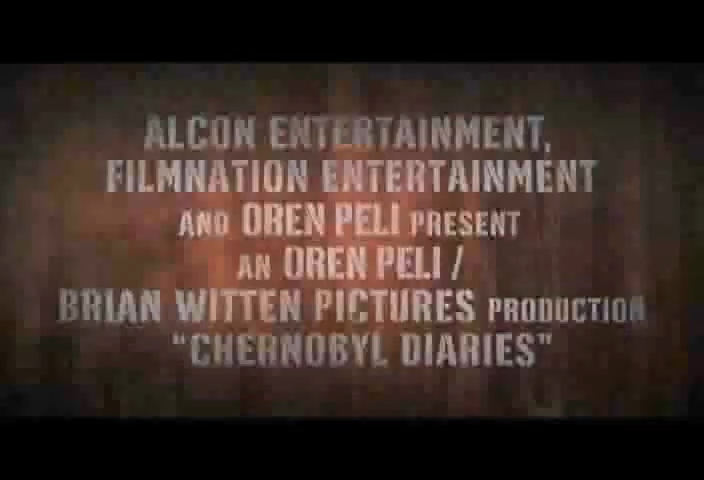 ALCON ENTERTAINMENT,
FILMNATION ENTERTAINMENT
AND OREN PELI PRESENT
AN OREN PELI /
BRIAN WITTEN PICTURES PRODUCTION
"CHERNOBYL DIARIES"